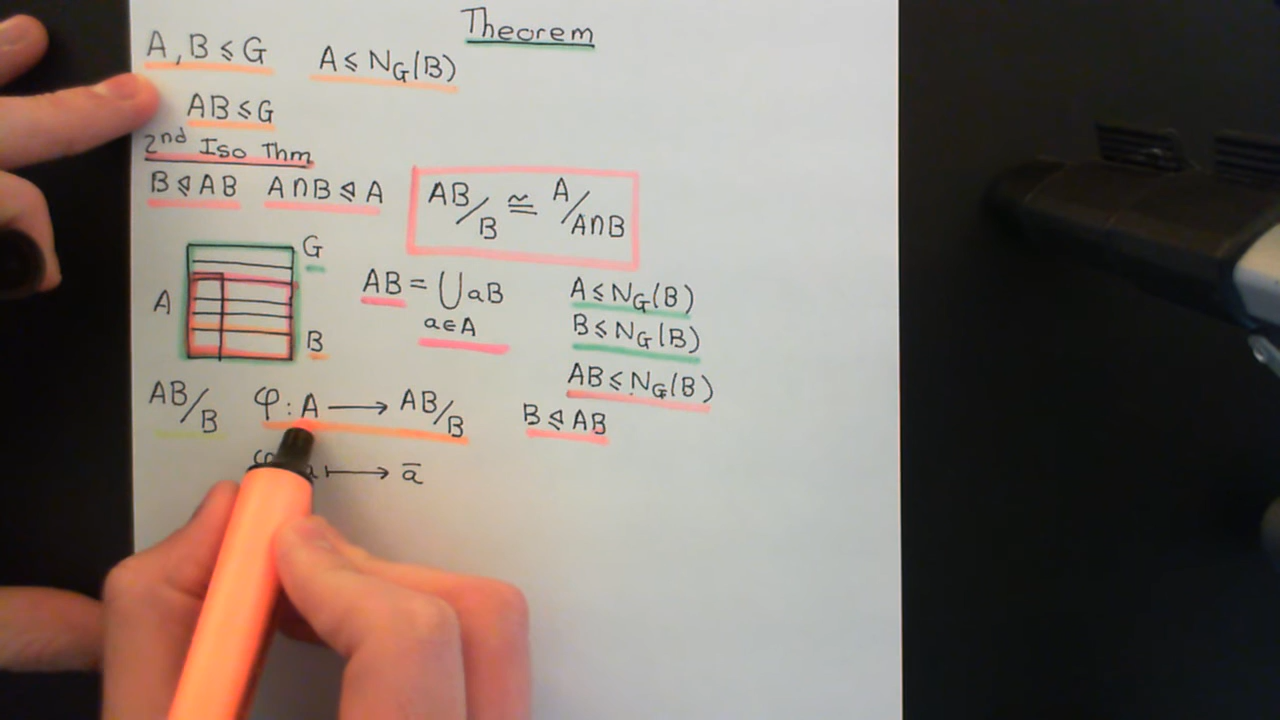 Theorem
A, B ≤ G A ≤ N_G(B)
AB ≤ G
2nd Iso Thm
B ⊴ AB A∩B ⊴ A AB/B ≅ A/A∩B
G
A
B
AB = ⋃ aB
a∈A
A ≤ N_G(B)
B ≤ N_G(B)
AB ≤ N_G(B)
AB/B φ: A ⟶ AB/B B ⊴ AB
⟼ ā